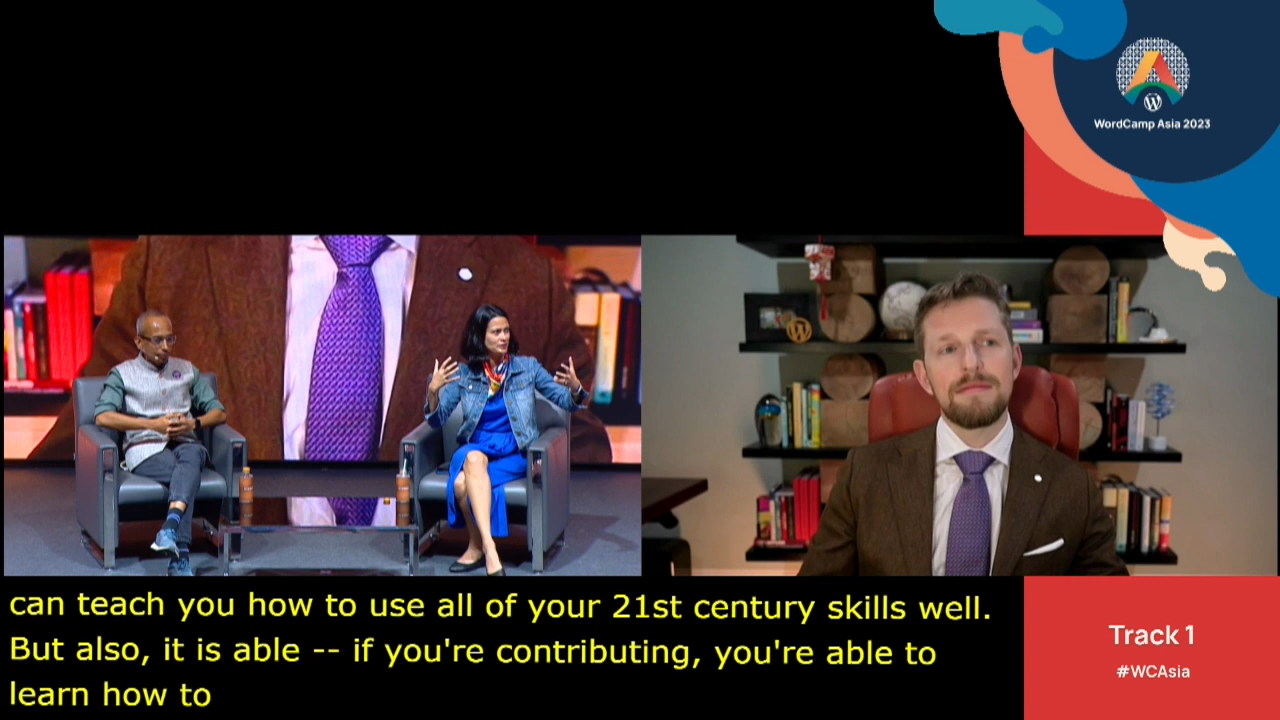 WordCamp Asia 2023
can teach you how to use all of your 21st century skills well.
But also, it is able -- if you're contributing, you're able to
learn how to
Track 1
#WCAsia